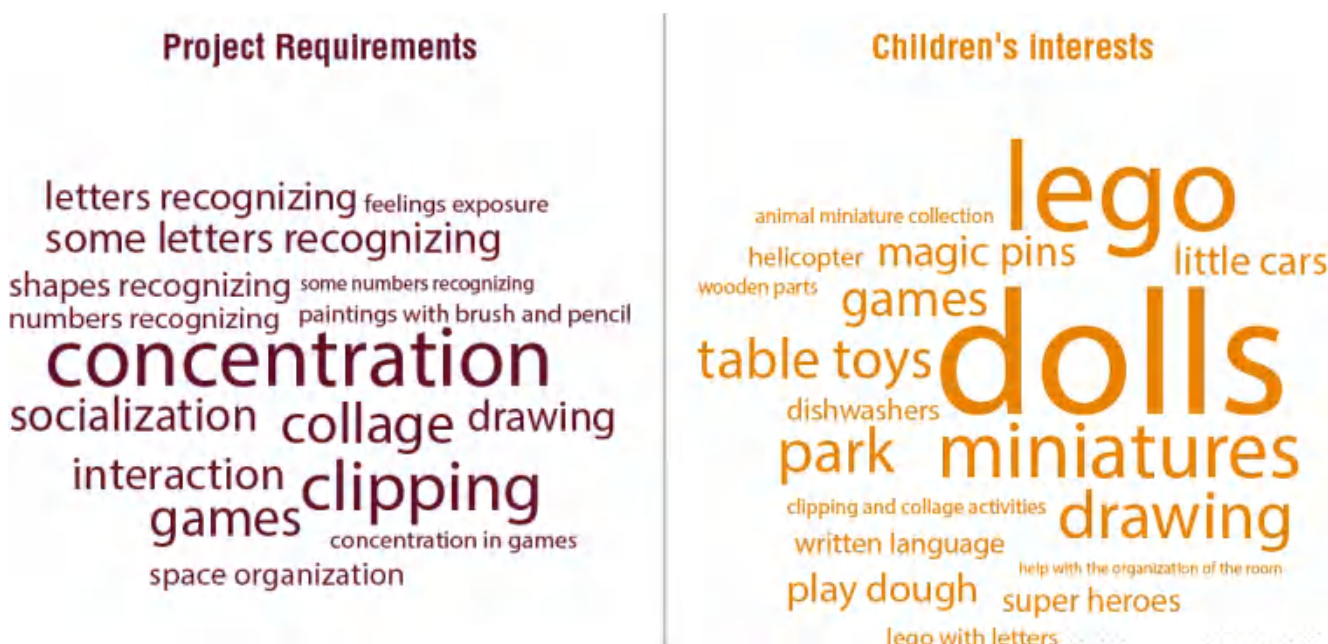 Project Requirements
letters recognizing
feelings exposure
some letters recognizing
shapes recognizing
some numbers recognizing
numbers recognizing
paintings with brush and pencil
concentration
socialization
collage
drawing
interaction
clipping
games
concentration in games
space organization
Children's interests
lego
animal miniature collection
helicopter
magic pins
little cars
wooden parts
games
dolls
table toys
dishwashers
park
miniatures
clipping and collage activities
drawing
written language
help with the organization of the room
play dough
super heroes
lego with letters